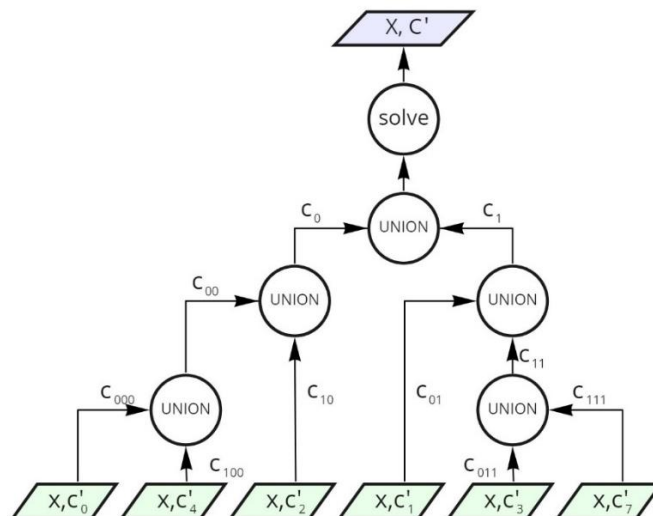 X, C'
solve
C₀ UNION C₁
C₀₀ UNION UNION
C₀₀₀ UNION C₁₀ C₀₁ C₁₁ UNION C₁₁₁
C₁₀₀ C₀₁₁
X,C'₀ X,C'₄ X,C'₂ X,C'₁ X,C'₃ X,C'₇